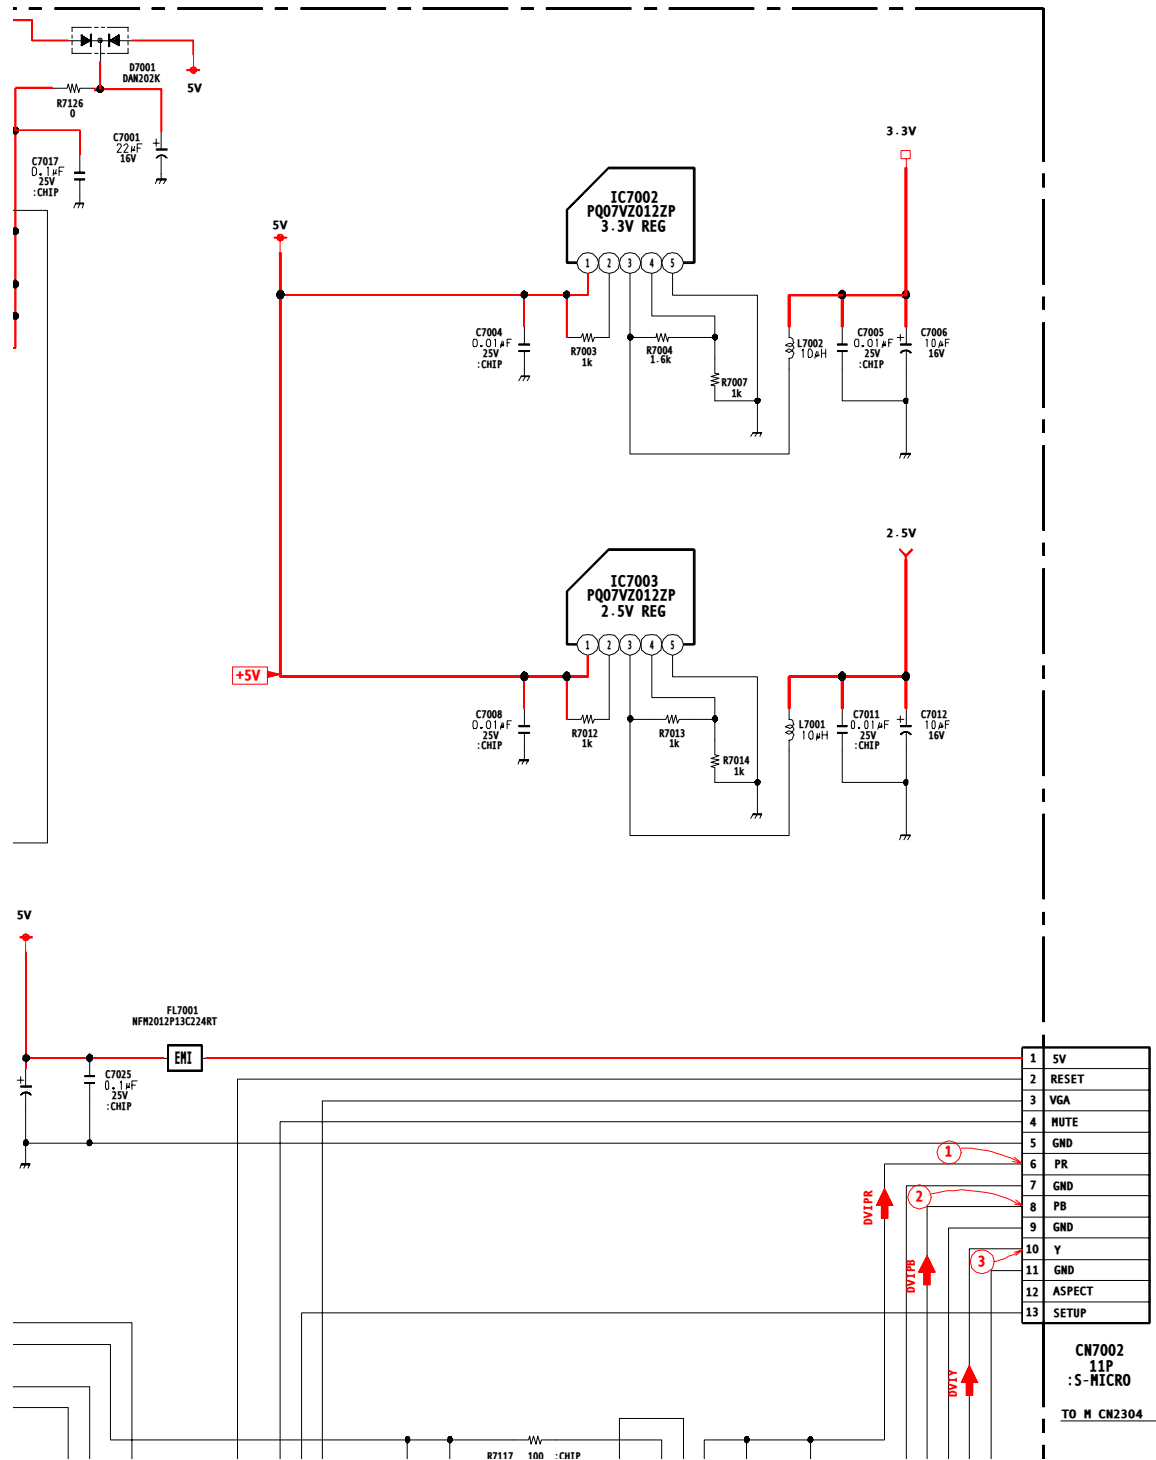 D7001
DAN202K
5V
R7126
0
C7001
22µF
16V
+
C7017
0.1µF
25V
:CHIP
3.3V
IC7002
PQ07VZ012ZP
3.3V REG
1 2 3 4 5
5V
C7004
0.01µF
25V
:CHIP
R7003
1k
R7004
1.6k
R7007
1k
L7002
10µH
C7005
0.01µF
25V
:CHIP
+
C7006
10µF
16V
2.5V
IC7003
PQ07VZ012ZP
2.5V REG
1 2 3 4 5
+5V
C7008
0.01µF
25V
:CHIP
R7012
1k
R7013
1k
R7014
1k
L7001
10µH
C7011
0.01µF
25V
:CHIP
+
C7012
10µF
16V
5V
FL7001
NFM2012P13C224RT
EMI
+
C7025
0.1µF
25V
:CHIP
1 5V
2 RESET
3 VGA
4 MUTE
5 GND
6 PR
7 GND
8 PB
9 GND
10 Y
11 GND
12 ASPECT
13 SETUP
1
2
3
DVIPR
DVIPB
DVIY
CN7002
11P
:S-MICRO
TO M CN2304
R7117 100 :CHIP